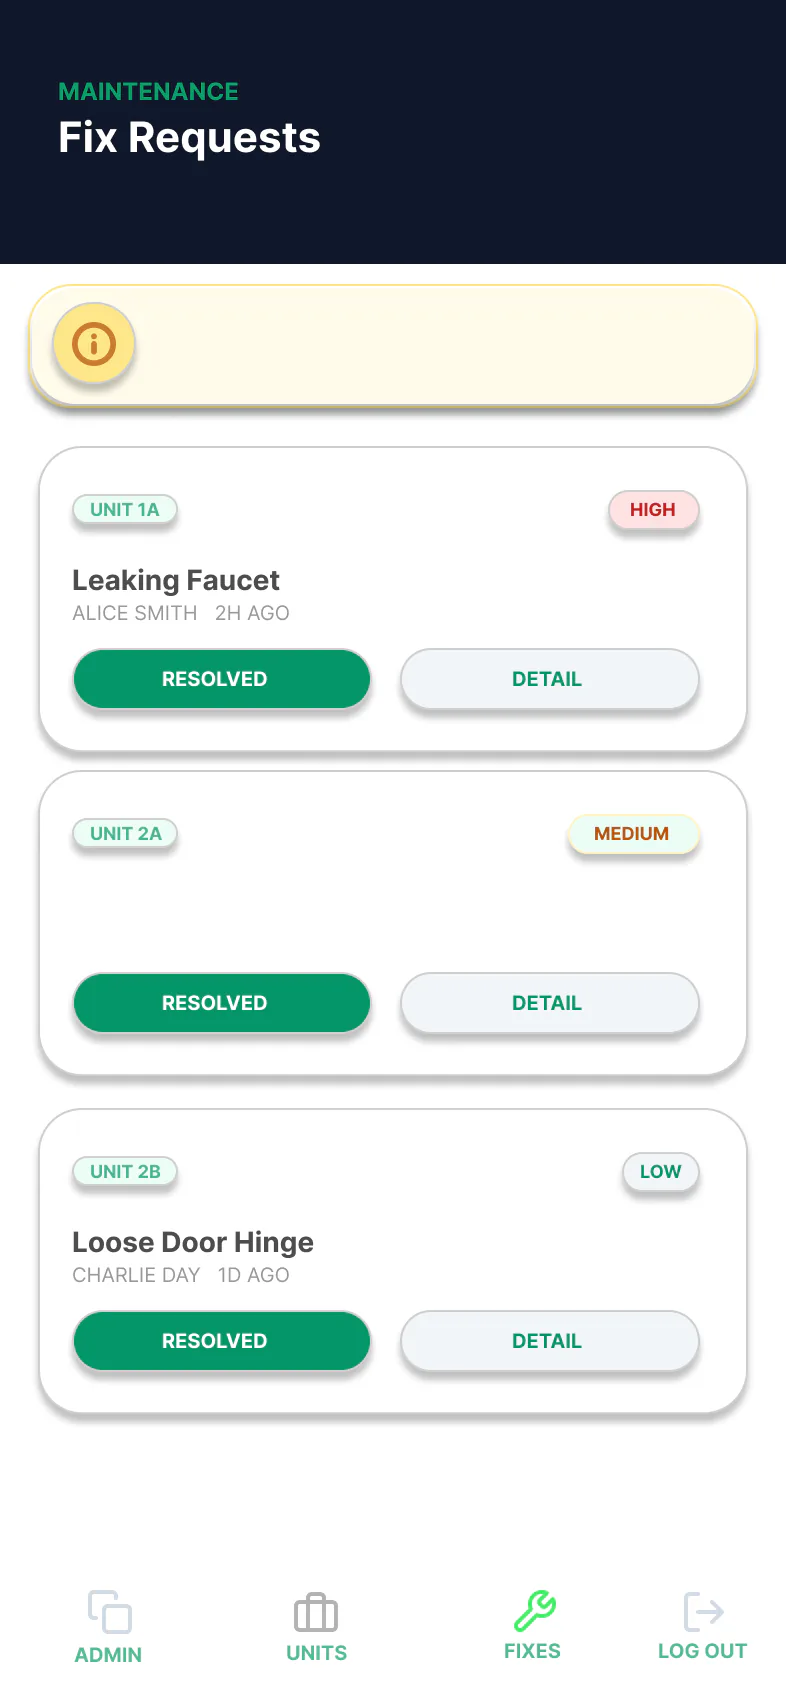 MAINTENANCE
Fix Requests
UNIT 1A
HIGH
Leaking Faucet
ALICE SMITH 2H AGO
RESOLVED
DETAIL
UNIT 2A
MEDIUM
RESOLVED
DETAIL
UNIT 2B
LOW
Loose Door Hinge
CHARLIE DAY 1D AGO
RESOLVED
DETAIL
ADMIN
UNITS
FIXES
LOG OUT